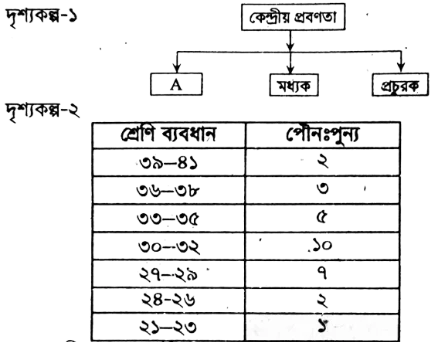 দৃশ্যকল্প-১
কেন্দ্রীয় প্রবণতা
A মধ্যক প্রচুরক
দৃশ্যকল্প-২
শ্রেণি ব্যবধান পৌনঃপুন্য
৩৯–৪১ ২
৩৬–৩৮ ৩
৩৩–৩৫ ৫
৩০–৩২ ১০
২৭–২৯ ৭
২৪-২৬ ২
২১–২৩ ১